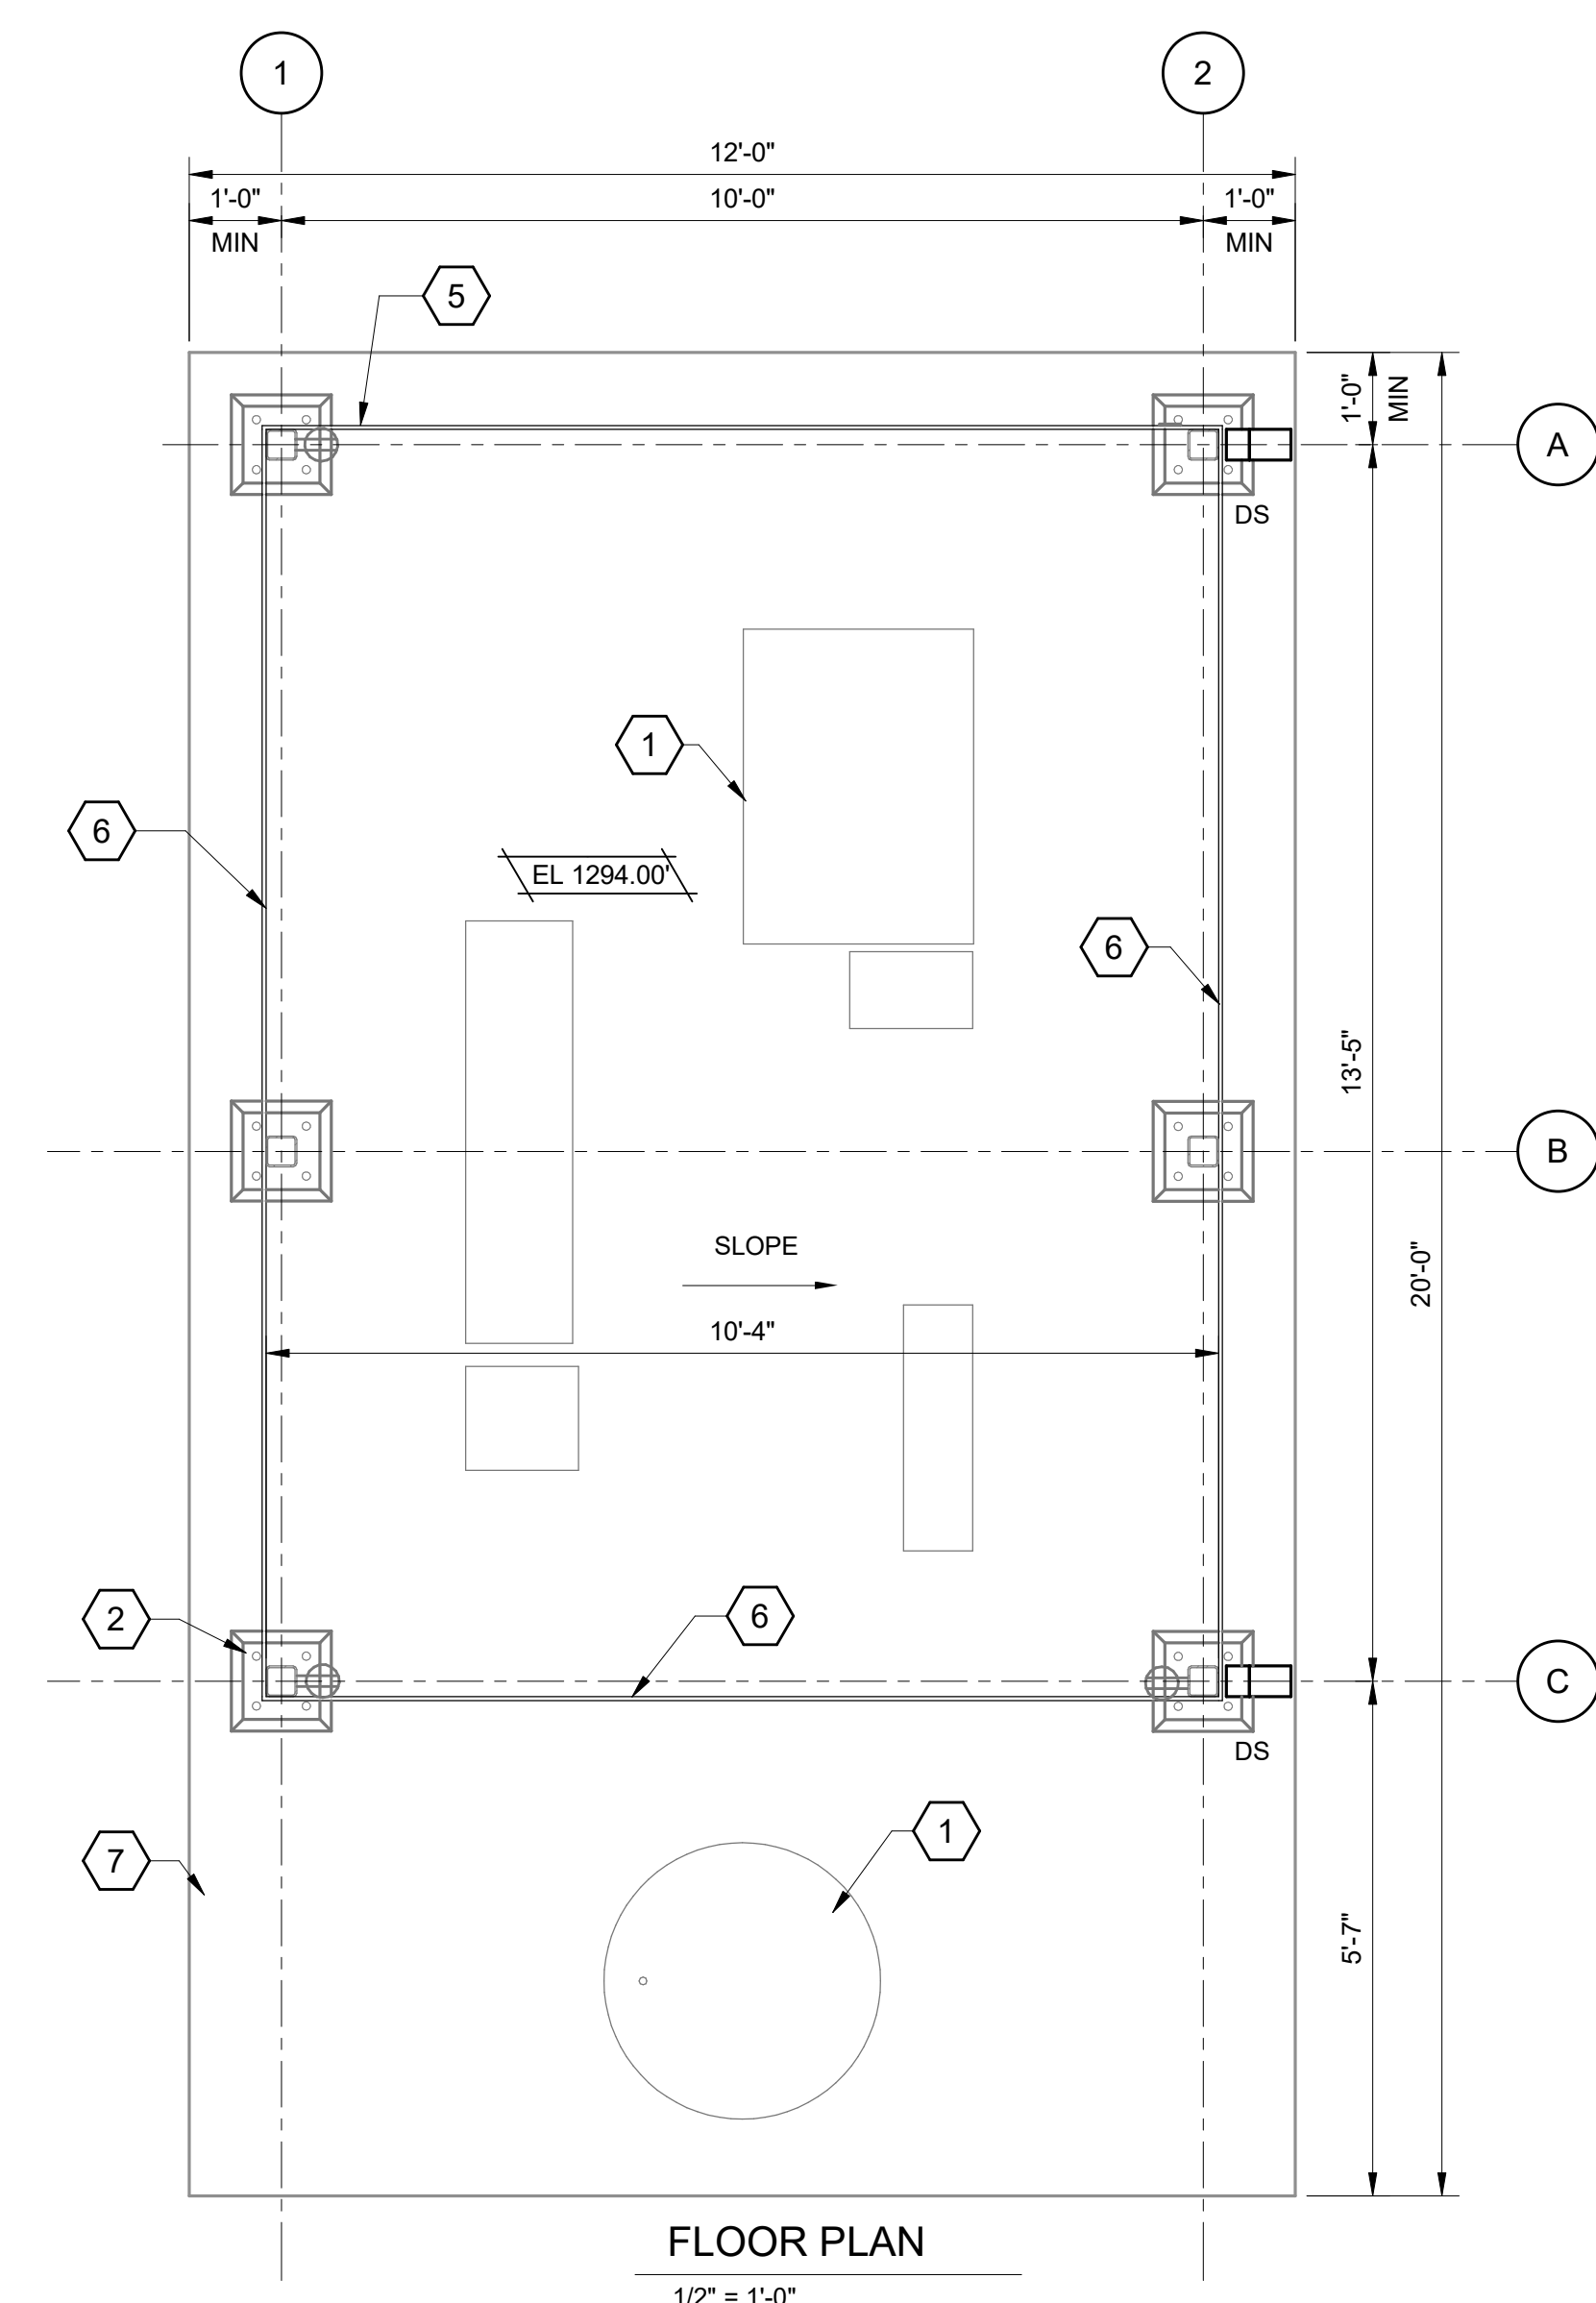 1
2
12'-0"
1'-0"
10'-0"
1'-0"
MIN
MIN
5
1'-0"
MIN
A
DS
1
6
EL 1294.00'
6
13'-5"
B
SLOPE
20'-0"
10'-4"
2
6
C
DS
1
7
5'-7"
FLOOR PLAN
1/2" = 1'-0"